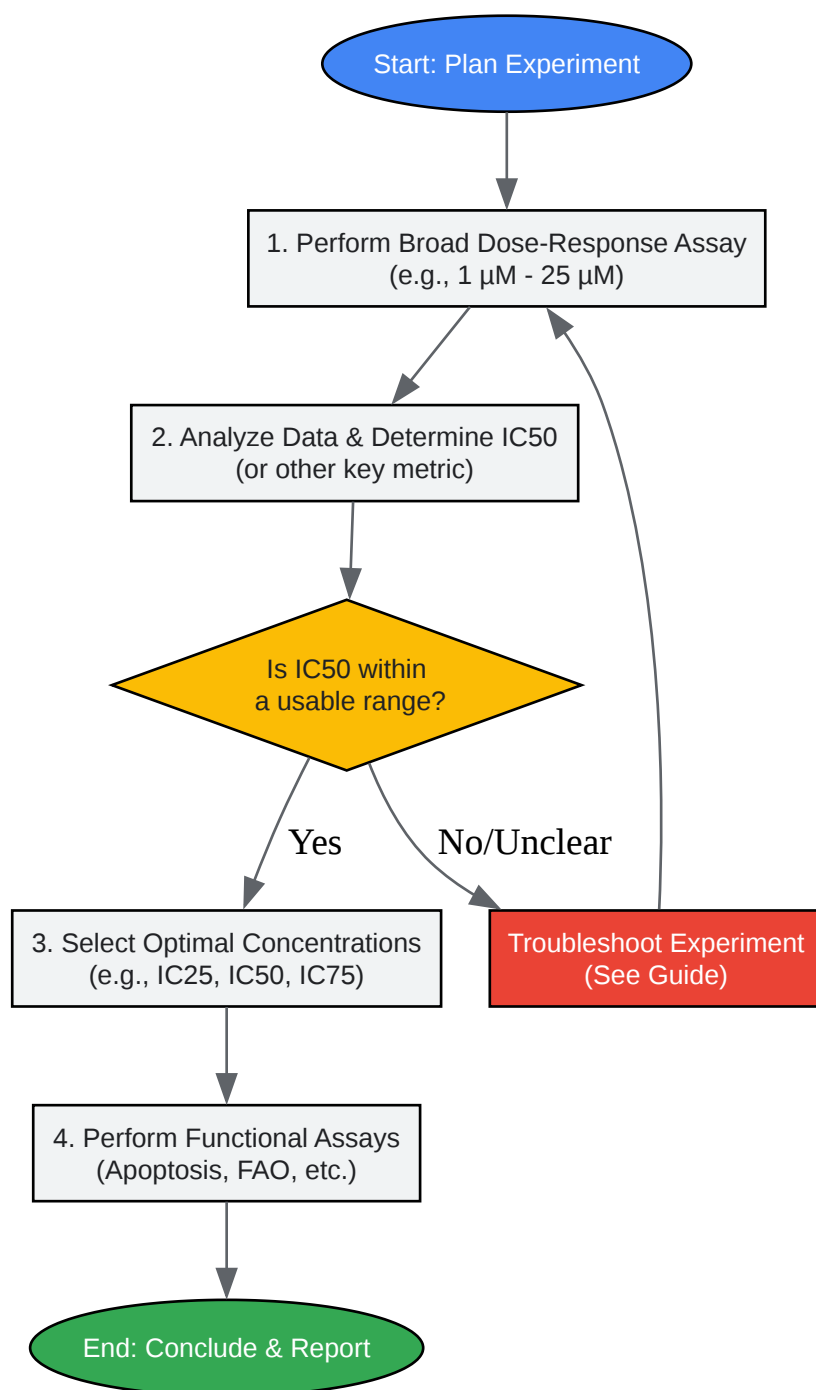 Start: Plan Experiment
1. Perform Broad Dose-Response Assay
(e.g., 1 µM - 25 µM)
2. Analyze Data & Determine IC50
(or other key metric)
Is IC50 within
a usable range?
Yes
No/Unclear
3. Select Optimal Concentrations
(e.g., IC25, IC50, IC75)
Troubleshoot Experiment
(See Guide)
4. Perform Functional Assays
(Apoptosis, FAO, etc.)
End: Conclude & Report